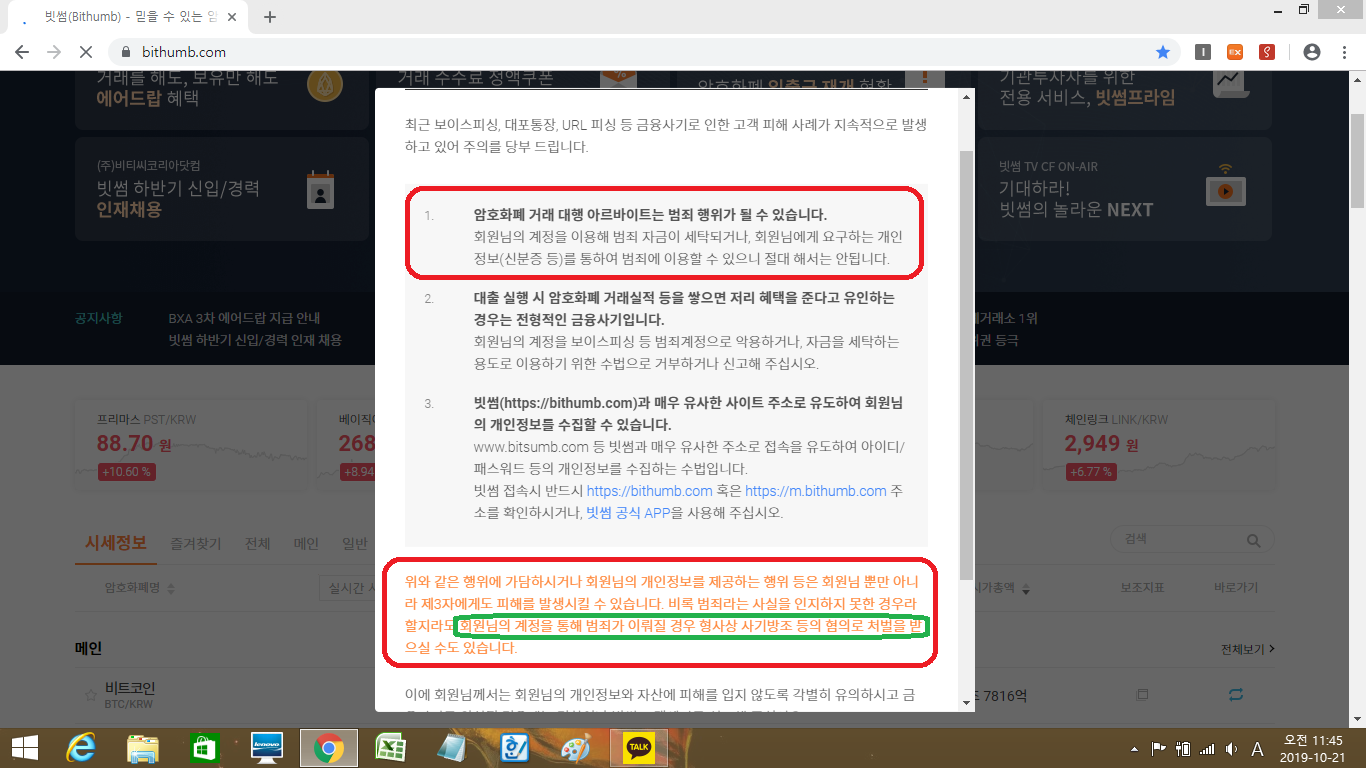 빗썸(Bithumb) - 믿을 수 있는 암
bithumb.com
거래를 해도, 보유만 해도
에어드랍 혜택
거래 수수료 정액쿠폰
암호화폐 입출금 재개 현황
기관투자자를 위한
전용 서비스, 빗썸프라임
최근 보이스피싱, 대포통장, URL 피싱 등 금융사기로 인한 고객 피해 사례가 지속적으로 발생
하고 있어 주의를 당부 드립니다.
(주)비티씨코리아닷컴
빗썸 하반기 신입/경력
인재채용
빗썸 TV CF ON-AIR
기대하라!
빗썸의 놀라운 NEXT
1. 암호화폐 거래 대행 아르바이트는 범죄 행위가 될 수 있습니다.
회원님의 계정을 이용해 범죄 자금이 세탁되거나, 회원님에게 요구하는 개인
정보(신분증 등)를 통하여 범죄에 이용할 수 있으니 절대 해서는 안됩니다.
2. 대출 실행 시 암호화폐 거래실적 등을 쌓으면 저리 혜택을 준다고 유인하는
경우는 전형적인 금융사기입니다.
회원님의 계정을 보이스피싱 등 범죄계정으로 악용하거나, 자금을 세탁하는
용도로 이용하기 위한 수법으로 거부하거나 신고해 주십시오.
공지사항 BXA 3차 에어드랍 지급 안내
빗썸 하반기 신입/경력 인재 채용
1위
등극
3. 빗썸(https://bithumb.com)과 매우 유사한 사이트 주소로 유도하여 회원님
의 개인정보를 수집할 수 있습니다.
www.bitsumb.com 등 빗썸과 매우 유사한 주소로 접속을 유도하여 아이디/
패스워드 등의 개인정보를 수집하는 수법입니다.
빗썸 접속시 반드시 https://bithumb.com 혹은 https://m.bithumb.com 주
소를 확인하시거나, 빗썸 공식 APP을 사용해 주십시오.
프리마스 PST/KRW
88.70 원
+10.60 %
베이직
268
+8.94
체인링크 LINK/KRW
2,949 원
+6.77 %
시세정보 즐겨찾기 전체 메인 일반
검색
암호화폐명 실시간 시
시가총액 보조지표 바로가기
위와 같은 행위에 가담하시거나 회원님의 개인정보를 제공하는 행위 등은 회원님 뿐만 아니
라 제3자에게도 피해를 발생시킬 수 있습니다. 비록 범죄라는 사실을 인지하지 못한 경우라
할지라도 회원님의 계정을 통해 범죄가 이뤄질 경우 형사상 사기방조 등의 혐의로 처벌을 받
으실 수도 있습니다.
메인
전체보기
비트코인
BTC/KRW
7816억
이에 회원님께서는 회원님의 개인정보와 자산에 피해를 입지 않도록 각별히 유의하시고 금
TALK
A
오전 11:45
2019-10-21